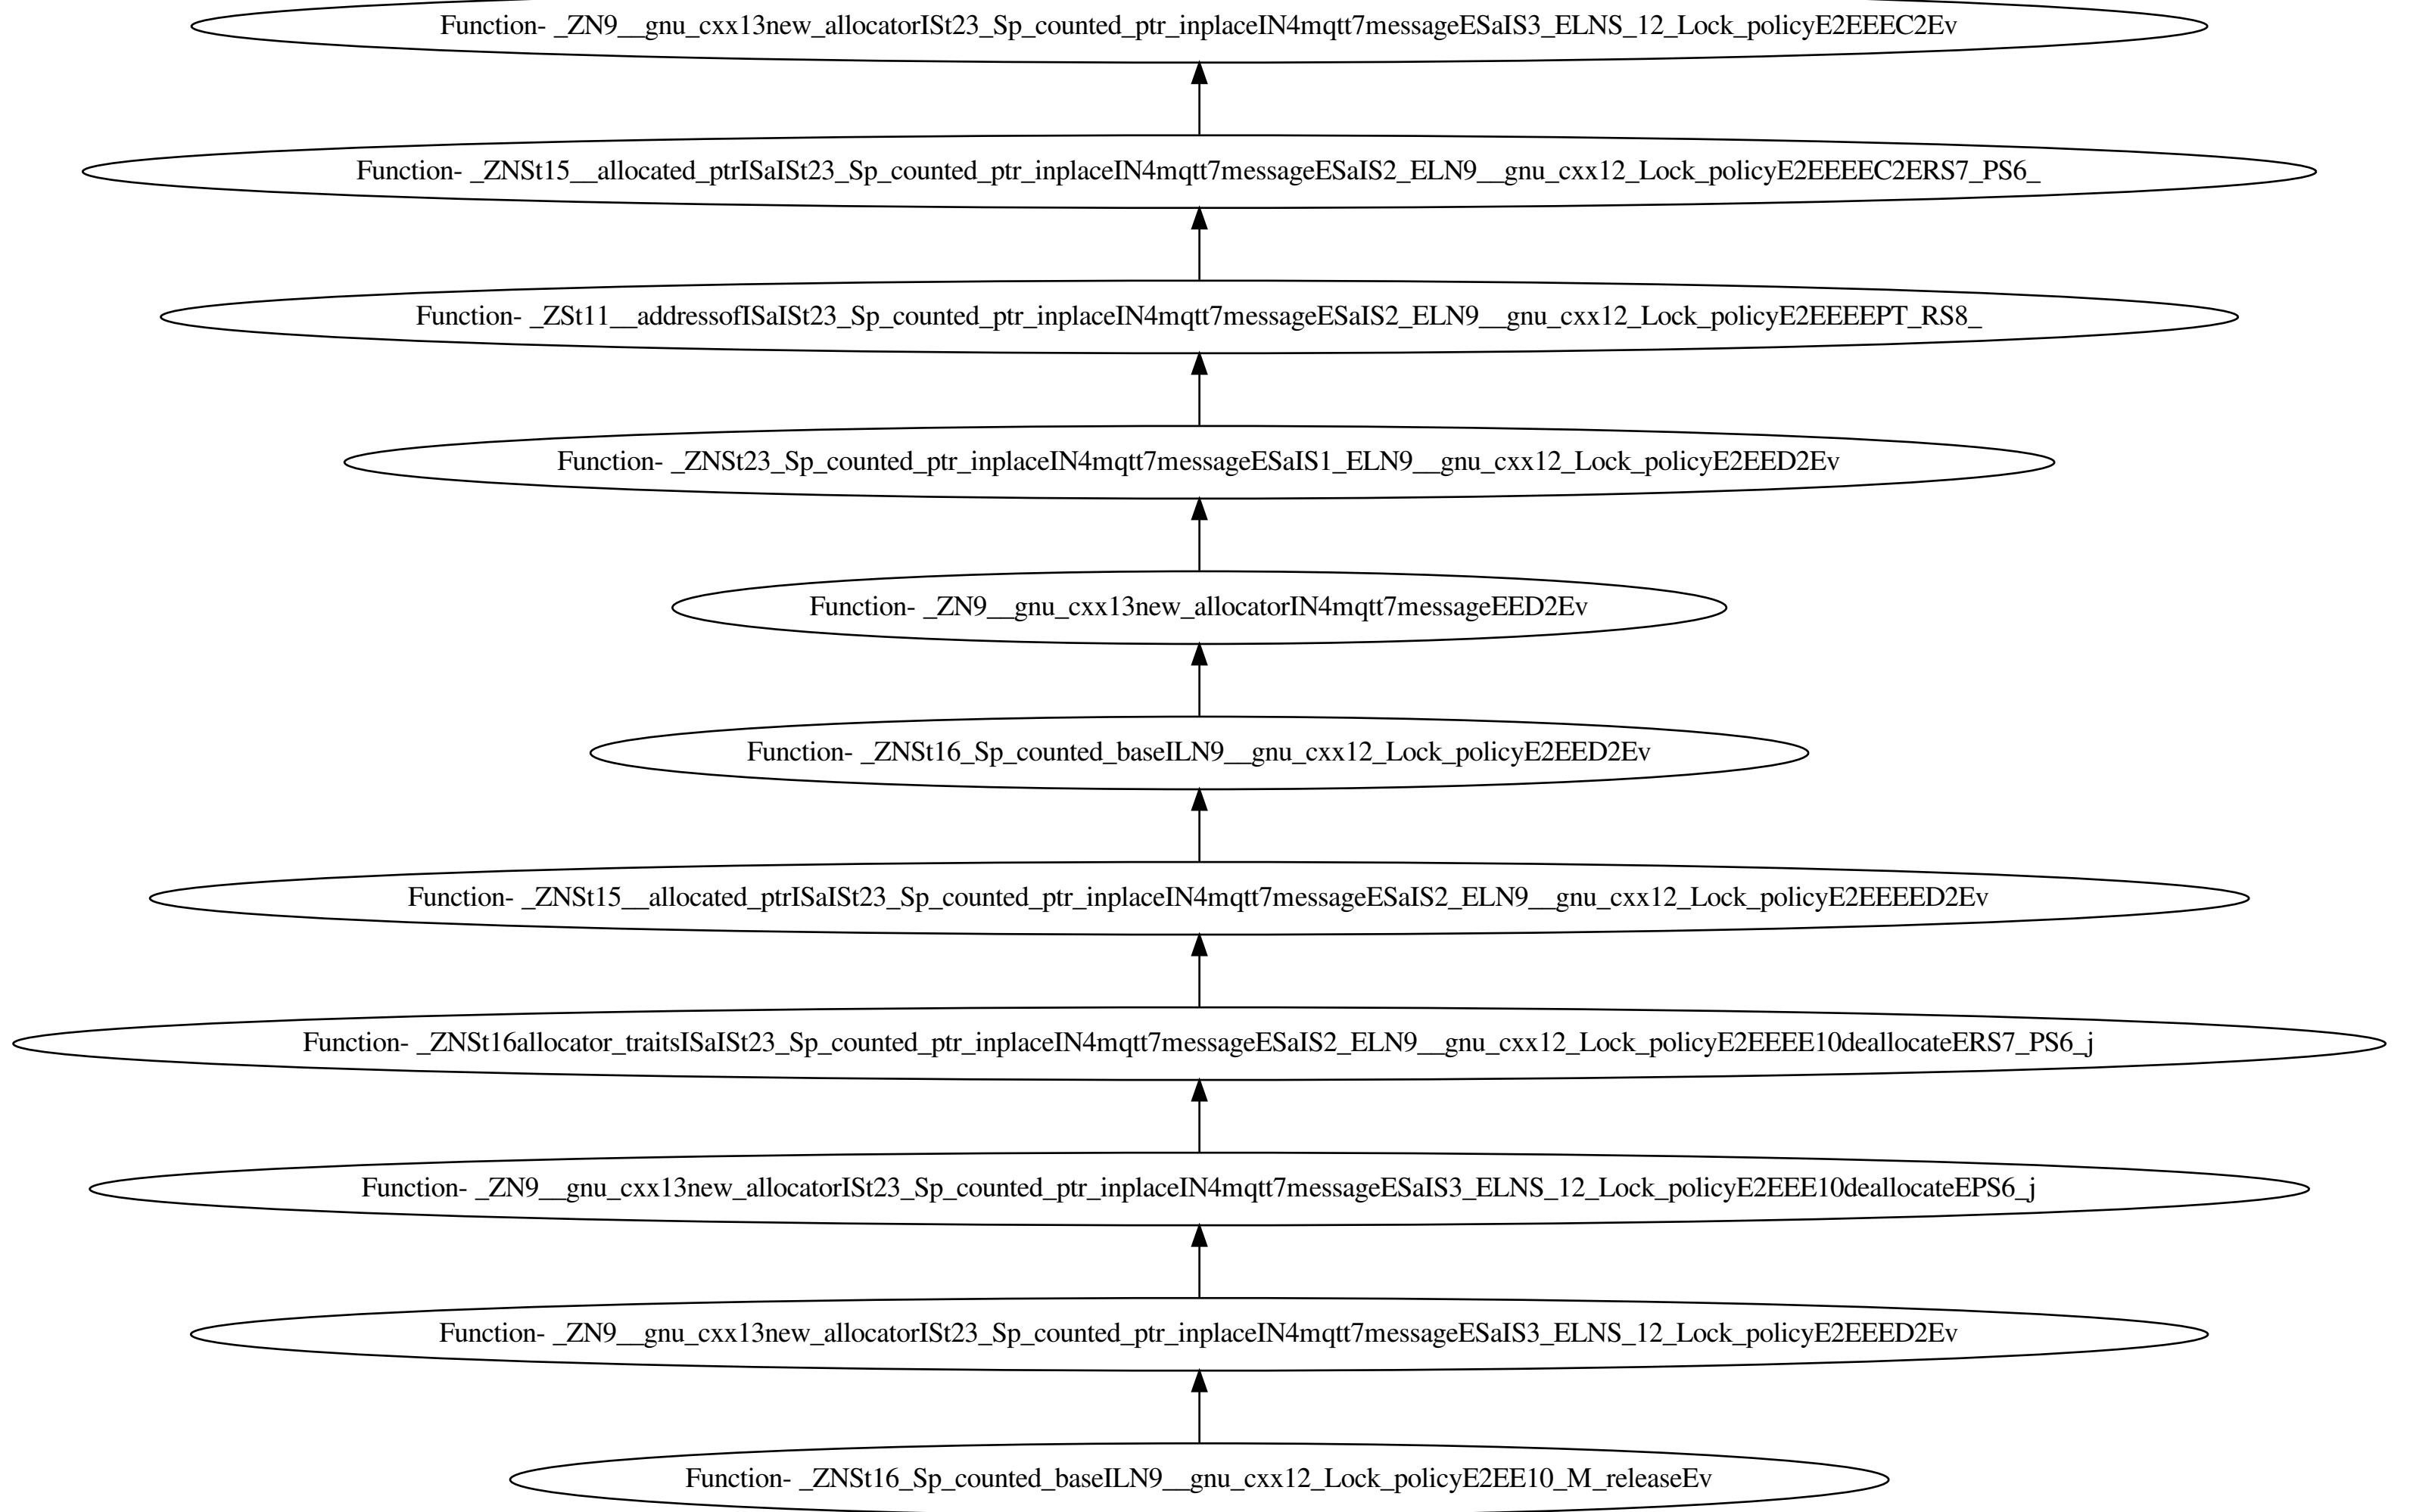 Function- _ZN9__gnu_cxx13new_allocatorISt23_Sp_counted_ptr_inplaceIN4mqtt7messageESaIS3_ELNS_12_Lock_policyE2EEEC2Ev
Function- _ZNSt15__allocated_ptrISaISt23_Sp_counted_ptr_inplaceIN4mqtt7messageESaIS2_ELN9__gnu_cxx12_Lock_policyE2EEEEC2ERS7_PS6_
Function- _ZSt11__addressofISaISt23_Sp_counted_ptr_inplaceIN4mqtt7messageESaIS2_ELN9__gnu_cxx12_Lock_policyE2EEEEPT_RS8_
Function- _ZNSt23_Sp_counted_ptr_inplaceIN4mqtt7messageESaIS1_ELN9__gnu_cxx12_Lock_policyE2EED2Ev
Function- _ZN9__gnu_cxx13new_allocatorIN4mqtt7messageEED2Ev
Function- _ZNSt16_Sp_counted_baseILN9__gnu_cxx12_Lock_policyE2EED2Ev
Function- _ZNSt15__allocated_ptrISaISt23_Sp_counted_ptr_inplaceIN4mqtt7messageESaIS2_ELN9__gnu_cxx12_Lock_policyE2EEEED2Ev
Function- _ZNSt16allocator_traitsISaISt23_Sp_counted_ptr_inplaceIN4mqtt7messageESaIS2_ELN9__gnu_cxx12_Lock_policyE2EEEE10deallocateERS7_PS6_j
Function- _ZN9__gnu_cxx13new_allocatorISt23_Sp_counted_ptr_inplaceIN4mqtt7messageESaIS3_ELNS_12_Lock_policyE2EEE10deallocateEPS6_j
Function- _ZN9__gnu_cxx13new_allocatorISt23_Sp_counted_ptr_inplaceIN4mqtt7messageESaIS3_ELNS_12_Lock_policyE2EEED2Ev
Function- _ZNSt16_Sp_counted_baseILN9__gnu_cxx12_Lock_policyE2EE10_M_releaseEv